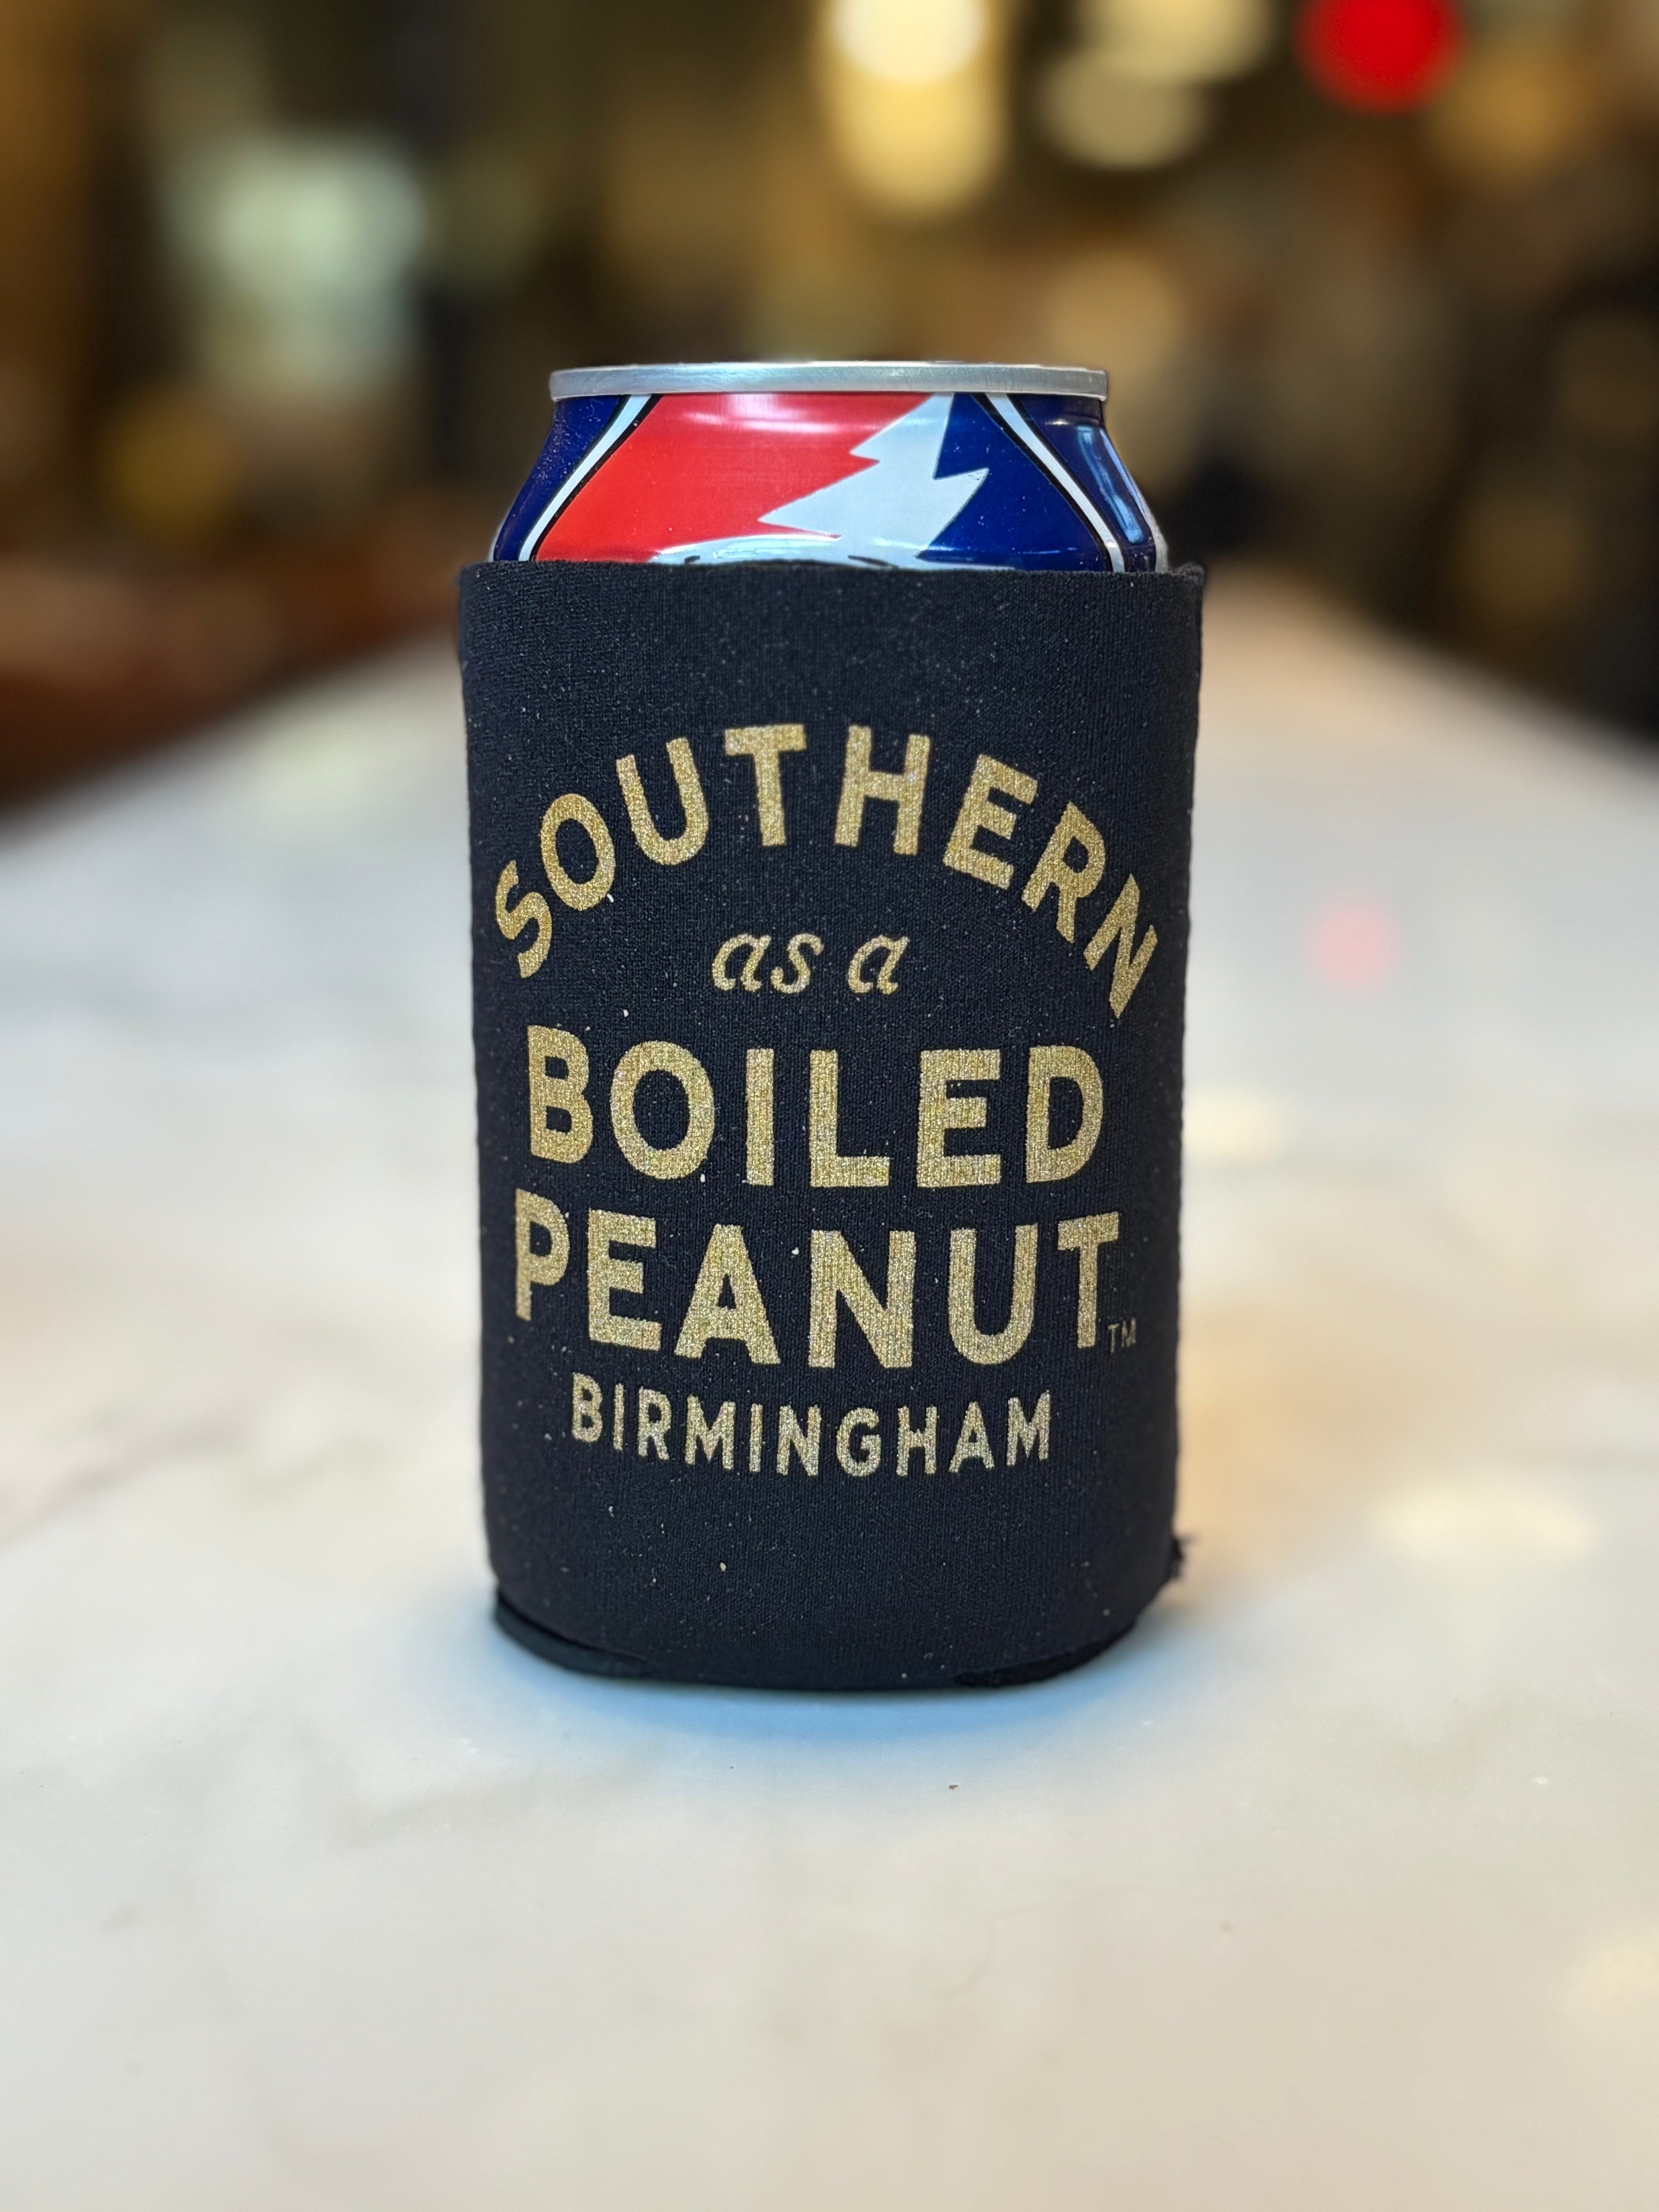 SOUTHERN
as a
BOILED
PEANUT™
BIRMINGHAM